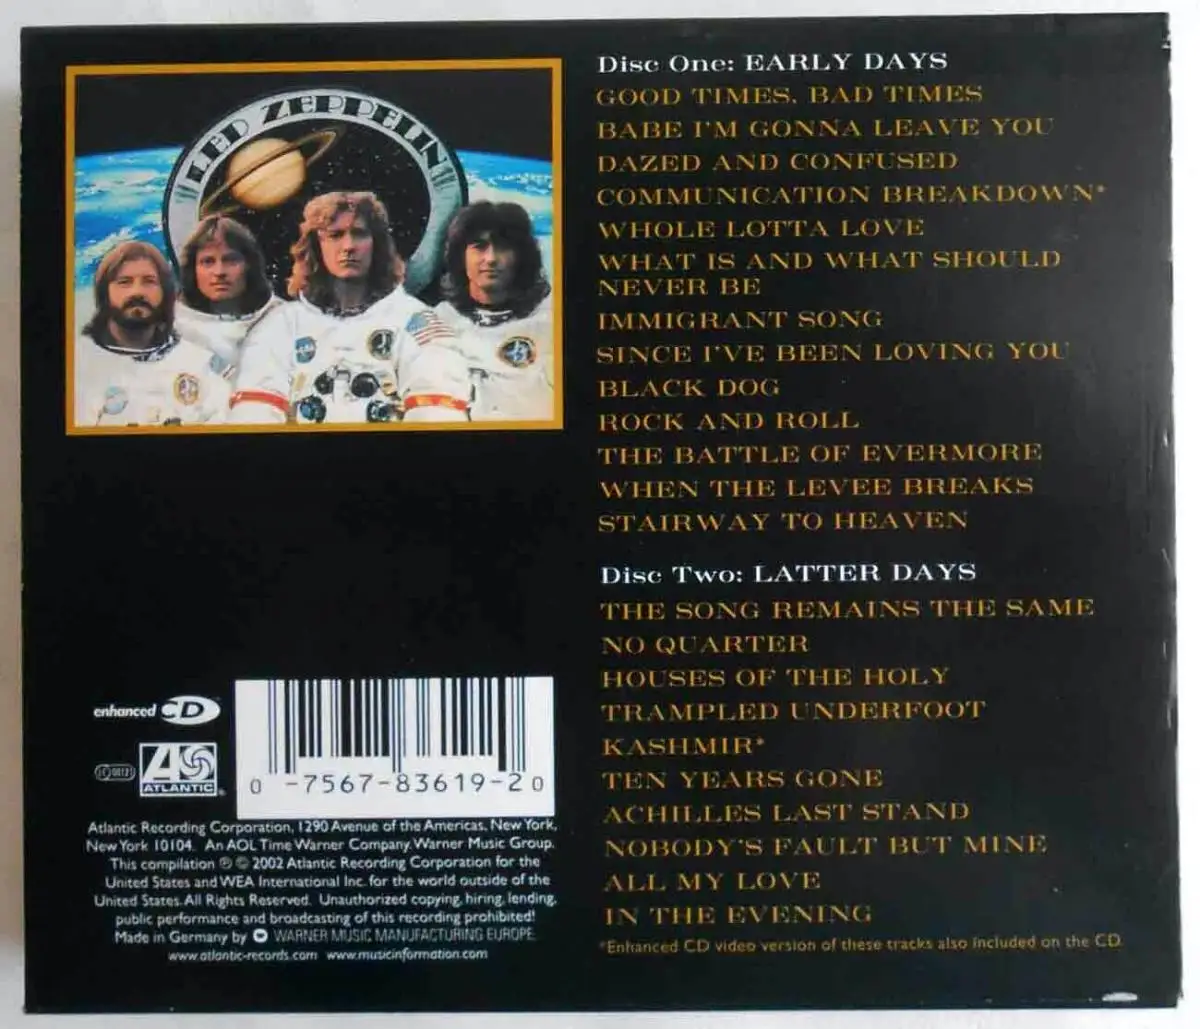 LED ZEPPELIN
Disc One: EARLY DAYS
GOOD TIMES, BAD TIMES
BABE I'M GONNA LEAVE YOU
DAZED AND CONFUSED
COMMUNICATION BREAKDOWN*
WHOLE LOTTA LOVE
WHAT IS AND WHAT SHOULD
NEVER BE
IMMIGRANT SONG
SINCE I'VE BEEN LOVING YOU
BLACK DOG
ROCK AND ROLL
THE BATTLE OF EVERMORE
WHEN THE LEVEE BREAKS
STAIRWAY TO HEAVEN
Disc Two: LATTER DAYS
THE SONG REMAINS THE SAME
NO QUARTER
HOUSES OF THE HOLY
TRAMPLED UNDERFOOT
KASHMIR*
TEN YEARS GONE
ACHILLES LAST STAND
NOBODY'S FAULT BUT MINE
ALL MY LOVE
IN THE EVENING
*Enhanced CD video version of these tracks also included on the CD.
enhanced CD
ATLANTIC
0 -7567-83619-2 0
Atlantic Recording Corporation, 1290 Avenue of the Americas, New York,
New York 10104. An AOL Time Warner Company. Warner Music Group.
This compilation ℗ © 2002 Atlantic Recording Corporation for the
United States and WEA International Inc. for the world outside of the
United States. All Rights Reserved. Unauthorized copying, hiring, lending,
public performance and broadcasting of this recording prohibited!
Made in Germany by WARNER MUSIC MANUFACTURING EUROPE.
www.atlantic-records.com www.musicinformation.com